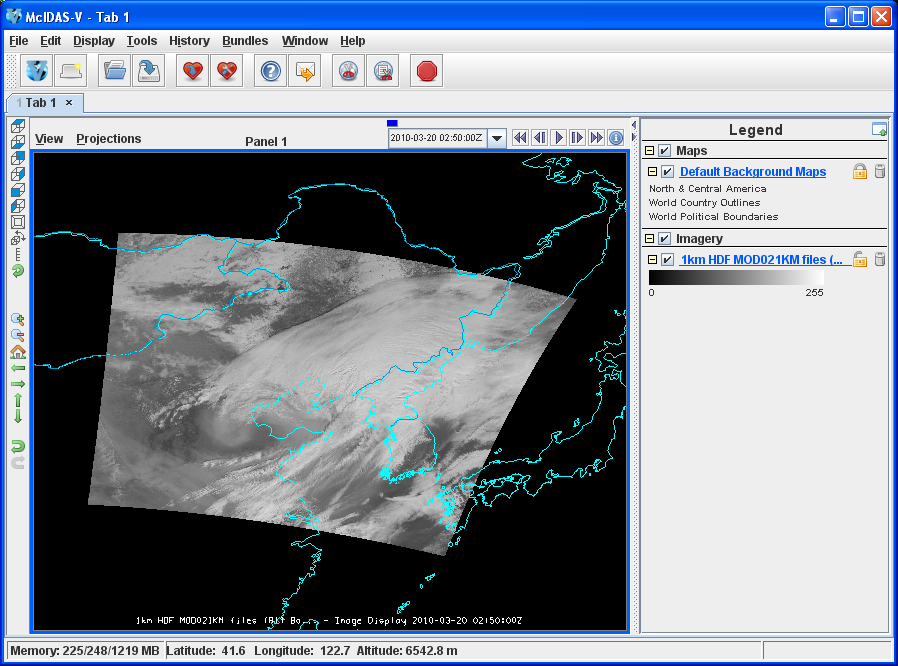 McIDAS-V - Tab 1
File Edit Display Tools History Bundles Window Help
1 Tab 1 ×
View Projections
Panel 1
2010-03-20 02:50:00Z
Legend
Maps
Default Background Maps
North & Central America
World Country Outlines
World Political Boundaries
Imagery
1km HDF MOD021KM files (...
0 255
1km HDF MOD021KM files - Image Display 2010-03-20 02:50:00Z
Memory: 225/248/1219 MB Latitude: 41.6 Longitude: 122.7 Altitude: 6542.8 m